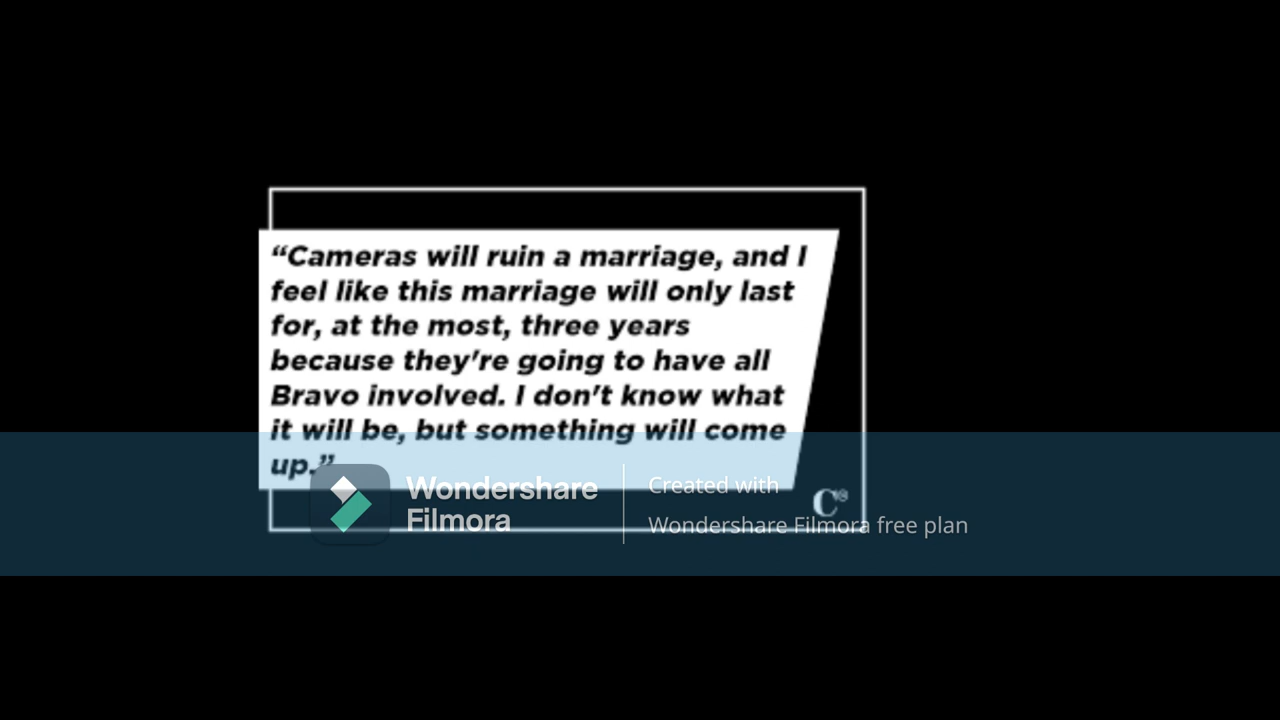 “Cameras will ruin a marriage, and I
feel like this marriage will only last
for, at the most, three years
because they're going to have all
Bravo involved. I don't know what
it will be, but something will come
up.”
Wondershare
Filmora
Created with
Wondershare Filmora free plan
C